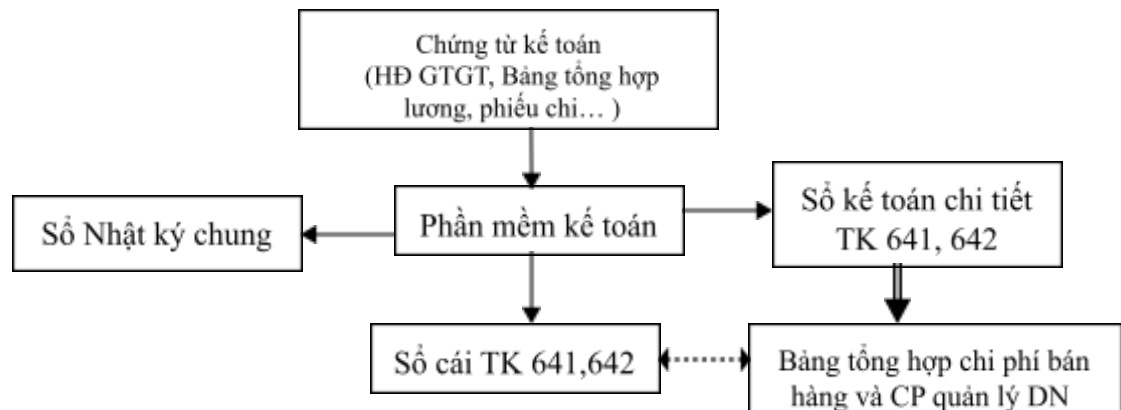 Chứng từ kế toán
(HĐ GTGT, Bảng tổng hợp
lương, phiếu chi… )
Sổ Nhật ký chung
Phần mềm kế toán
Sổ kế toán chi tiết
TK 641, 642
Sổ cái TK 641,642
Bảng tổng hợp chi phí bán
hàng và CP quản lý DN